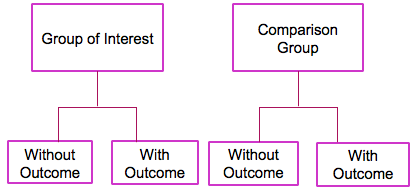 Group of Interest
Comparison
Group
Without
Outcome
With
Outcome
Without
Outcome
With
Outcome